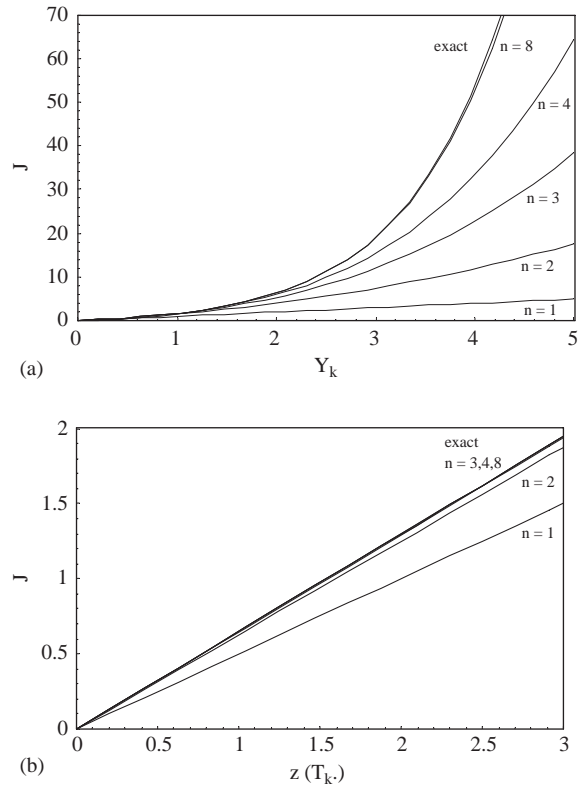 70
60
50
40
30
20
10
0
J
exact
n = 8
n = 4
n = 3
n = 2
n = 1
0
1
2
3
4
5
(a)
Y_k
2
1.5
1
0.5
0
J
exact
n = 3,4,8
n = 2
n = 1
0
0.5
1
1.5
2
2.5
3
(b)
z (T_k.)